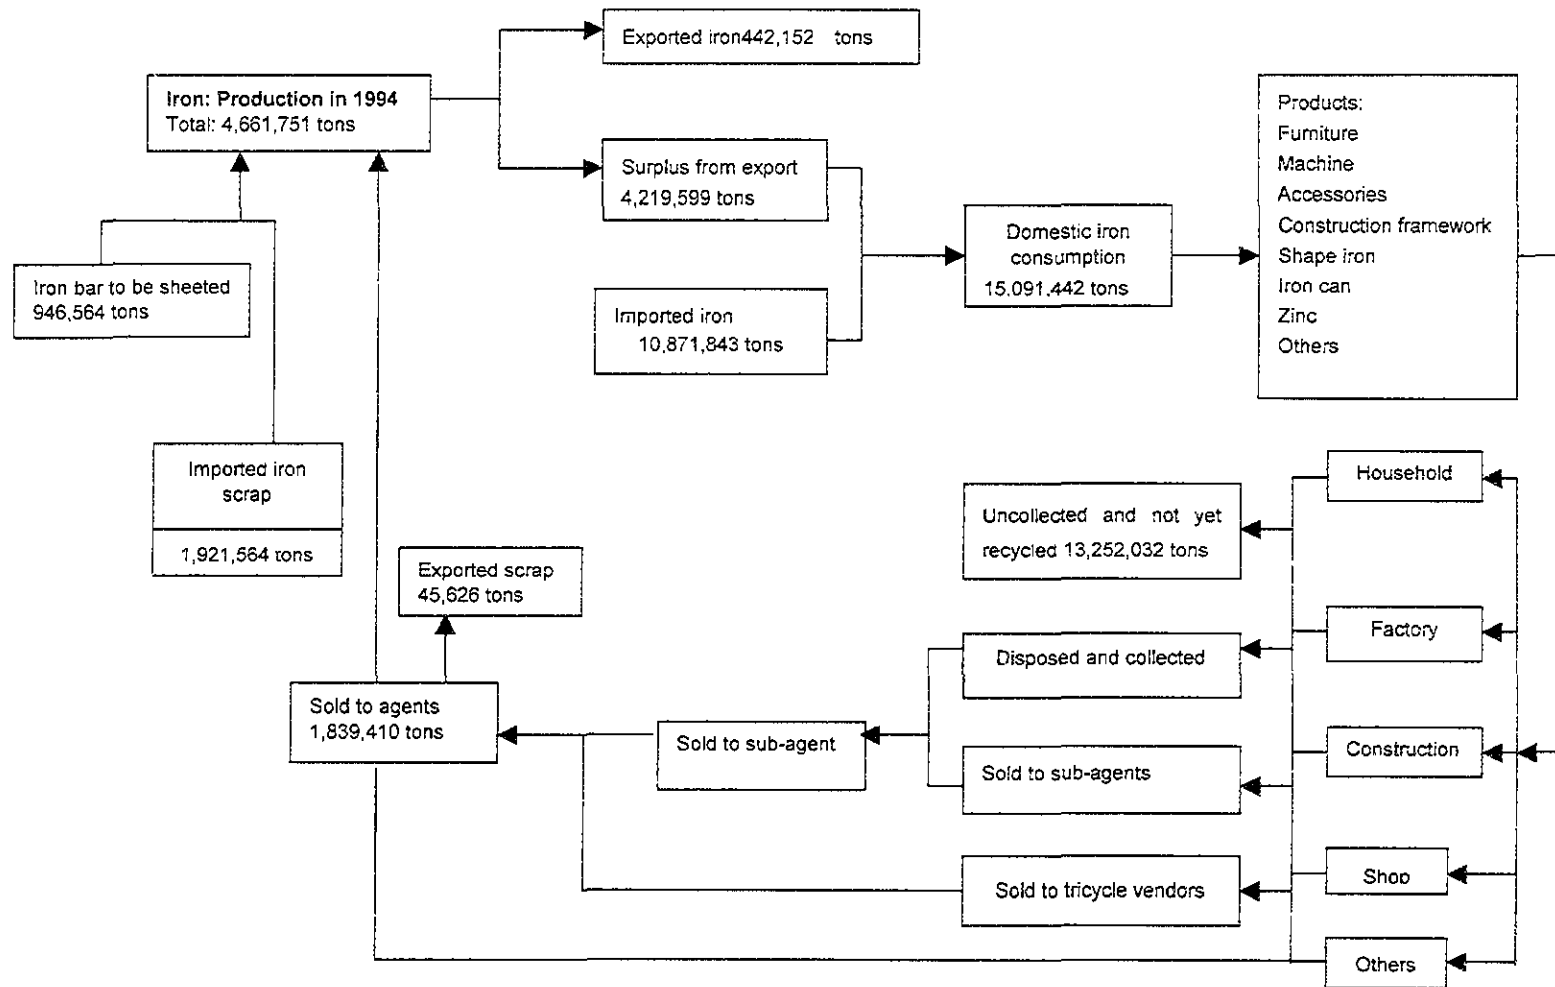 Exported iron442,152 tons
Iron: Production in 1994
Total: 4,661,751 tons
Surplus from export
4,219,599 tons
Products:
Furniture
Machine
Accessories
Construction framework
Shape iron
Iron can
Zinc
Others
Domestic iron
consumption
15,091,442 tons
Iron bar to be sheeted
946,564 tons
Imported iron
10,871,843 tons
Imported iron
scrap
1,921,564 tons
Exported scrap
45,626 tons
Uncollected and not yet
recycled 13,252,032 tons
Household
Factory
Disposed and collected
Sold to agents
1,839,410 tons
Sold to sub-agent
Sold to sub-agents
Construction
Sold to tricycle vendors
Shop
Others